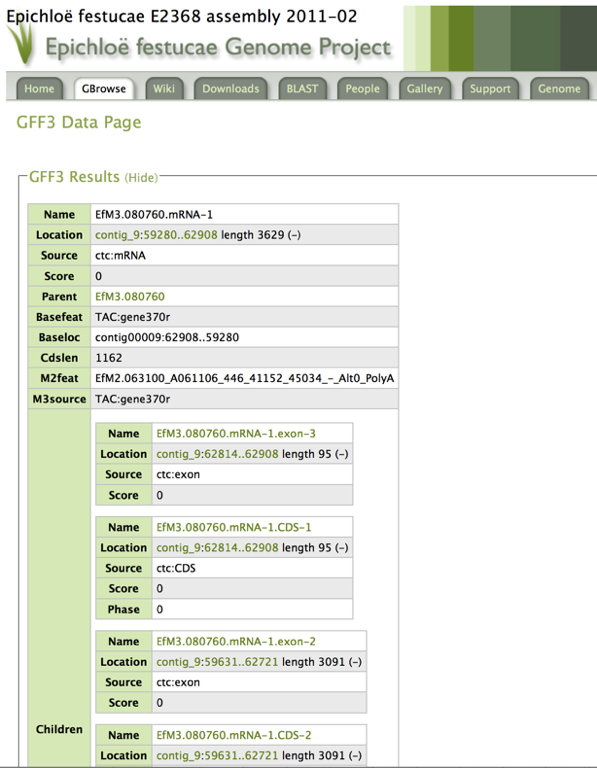 Epichloë festucae E2368 assembly 2011-02
Epichloë festucae Genome Project
Home GBrowse Wiki Downloads BLAST People Gallery Support Genome
GFF3 Data Page
GFF3 Results (Hide)
Name EfM3.080760.mRNA-1
Location contig_9:59280..62908 length 3629 (-)
Source ctc:mRNA
Score 0
Parent EfM3.080760
Basefeat TAC:gene370r
Baseloc contig00009:62908..59280
Cdslen 1162
M2feat EfM2.063100_A061106_446_41152_45034_-_Alt0_PolyA
M3source TAC:gene370r
Name EfM3.080760.mRNA-1.exon-3
Location contig_9:62814..62908 length 95 (-)
Source ctc:exon
Score 0
Name EfM3.080760.mRNA-1.CDS-1
Location contig_9:62814..62908 length 95 (-)
Source ctc:CDS
Score 0
Phase 0
Name EfM3.080760.mRNA-1.exon-2
Location contig_9:59631..62721 length 3091 (-)
Source ctc:exon
Score 0
Children
Name EfM3.080760.mRNA-1.CDS-2
Location contig_9:59631..62721 length 3091 (-)